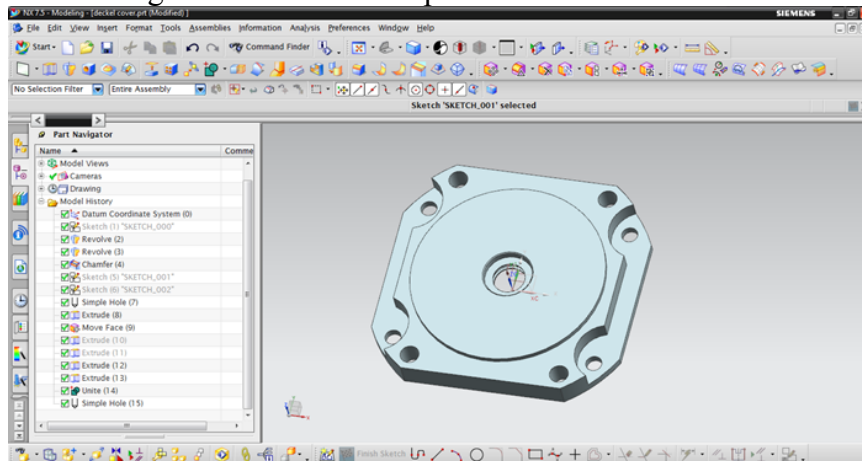 NX 7.5 - Modeling - [deckel cover.prt (Modified)]
SIEMENS
File Edit View Insert Format Tools Assemblies Information Analysis Preferences Window Help
Start
Command Finder
No Selection Filter
Entire Assembly
Sketch 'SKETCH_001' selected
Part Navigator
Name
Comme
Model Views
Cameras
Drawing
Model History
Datum Coordinate System (0)
Sketch (1) "SKETCH_000"
Revolve (2)
Revolve (3)
Chamfer (4)
Sketch (5) "SKETCH_001"
Sketch (6) "SKETCH_002"
Simple Hole (7)
Extrude (8)
Move Face (9)
Extrude (10)
Extrude (11)
Extrude (12)
Extrude (13)
Unite (14)
Simple Hole (15)
Finish Sketch